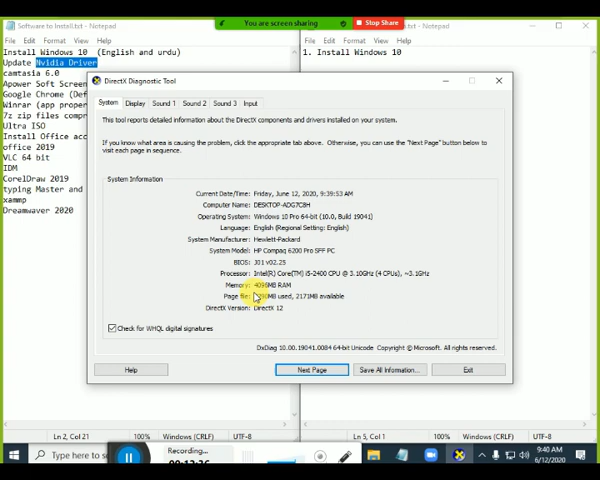 Software to Install.txt - Notepad
You are screen sharing
Stop Share
- Notepad
File Edit Format View Help
File Edit Format View Help
Install Windows 10 (English and urdu)
Update Nvidia Driver
camtasia 6.0
Apower Soft Screen
Google Chrome (Def
Winrar (app proper
7z zip files compr
Ultra ISO
Install Office acc
office 2019
VLC 64 bit
IDM
CorelDraw 2019
typing Master and
xammp
Dreamwaver 2020
1. Install Windows 10
DirectX Diagnostic Tool
System Display Sound 1 Sound 2 Sound 3 Input
This tool reports detailed information about the DirectX components and drivers installed on your system.
If you know what area is causing the problem, click the appropriate tab above. Otherwise, you can use the "Next Page" button below to
visit each page in sequence.
System Information
Current Date/Time: Friday, June 12, 2020, 9:39:53 AM
Computer Name: DESKTOP-ADG7C8H
Operating System: Windows 10 Pro 64-bit (10.0, Build 19041)
Language: English (Regional Setting: English)
System Manufacturer: Hewlett-Packard
System Model: HP Compaq 6200 Pro SFF PC
BIOS: J01 v02.25
Processor: Intel(R) Core(TM) i5-2400 CPU @ 3.10GHz (4 CPUs), ~3.1GHz
Memory: 4096MB RAM
Page file: used, 2171MB available
DirectX Version: DirectX 12
Check for WHQL digital signatures
DxDiag 10.00.19041.0084 64-bit Unicode Copyright © Microsoft. All rights reserved.
Help Next Page Save All Information... Exit
Ln 2, Col 21 100% Windows (CRLF) UTF-8
Ln 5, Col 1 100% Windows (CRLF) UTF-8
Type here to
Recording...
9:40 AM
6/12/2020